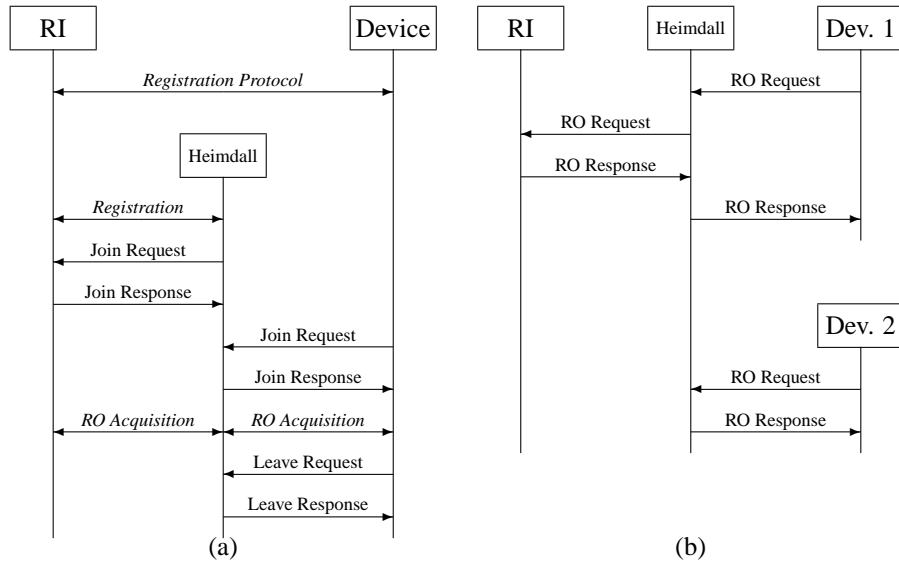 RI
Device
Registration Protocol
Heimdall
Registration
Join Request
Join Response
Join Request
Join Response
RO Acquisition RO Acquisition
Leave Request
Leave Response
(a)
RI
Heimdall
Dev. 1
RO Request
RO Request
RO Response
RO Response
Dev. 2
RO Request
RO Response
(b)